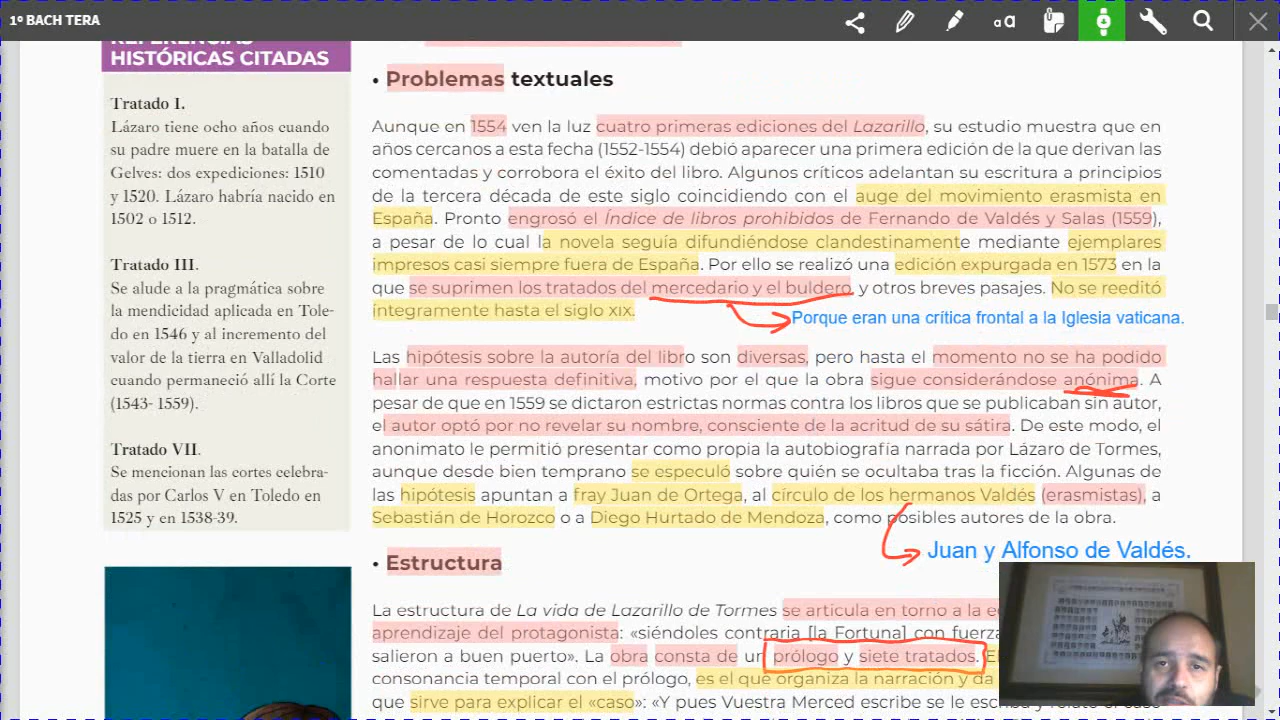 1º BACH TERA
REFERENCIAS
HISTÓRICAS CITADAS
Tratado I.
Lázaro tiene ocho años cuando
su padre muere en la batalla de
Gelves: dos expediciones: 1510
y 1520. Lázaro habría nacido en
1502 o 1512.
Tratado III.
Se alude a la pragmática sobre
la mendicidad aplicada en Tole-
do en 1546 y al incremento del
valor de la tierra en Valladolid
cuando permaneció allí la Corte
(1543- 1559).
Tratado VII.
Se mencionan las cortes celebra-
das por Carlos V en Toledo en
1525 y en 1538-39.
• Problemas textuales
Aunque en 1554 ven la luz cuatro primeras ediciones del Lazarillo, su estudio muestra que en
años cercanos a esta fecha (1552-1554) debió aparecer una primera edición de la que derivan las
comentadas y corrobora el éxito del libro. Algunos críticos adelantan su escritura a principios
de la tercera década de este siglo coincidiendo con el auge del movimiento erasmista en
España. Pronto engrosó el Índice de libros prohibidos de Fernando de Valdés y Salas (1559),
a pesar de lo cual la novela seguía difundiéndose clandestinamente mediante ejemplares
impresos casi siempre fuera de España. Por ello se realizó una edición expurgada en 1573 en la
que se suprimen los tratados del mercedario y el buldero, y otros breves pasajes. No se reeditó
íntegramente hasta el siglo XIX.
Porque eran una crítica frontal a la Iglesia vaticana.
Las hipótesis sobre la autoría del libro son diversas, pero hasta el momento no se ha podido
hallar una respuesta definitiva, motivo por el que la obra sigue considerándose anónima. A
pesar de que en 1559 se dictaron estrictas normas contra los libros que se publicaban sin autor,
el autor optó por no revelar su nombre, consciente de la acritud de su sátira. De este modo, el
anonimato le permitió presentar como propia la autobiografía narrada por Lázaro de Tormes,
aunque desde bien temprano se especuló sobre quién se ocultaba tras la ficción. Algunas de
las hipótesis apuntan a fray Juan de Ortega, al círculo de los hermanos Valdés (erasmistas), a
Sebastián de Horozco o a Diego Hurtado de Mendoza, como posibles autores de la obra.
Juan y Alfonso de Valdés.
• Estructura
La estructura de La vida de Lazarillo de Tormes se articula en torno a la
aprendizaje del protagonista: «siéndoles contraria [la Fortuna] con fuerza
salieron a buen puerto». La obra consta de un prólogo y siete tratados.
consonancia temporal con el prólogo, es el que organiza la narración y da
que sirve para explicar el «caso»: «Y pues Vuestra Merced escribe se le escriba y relate el caso